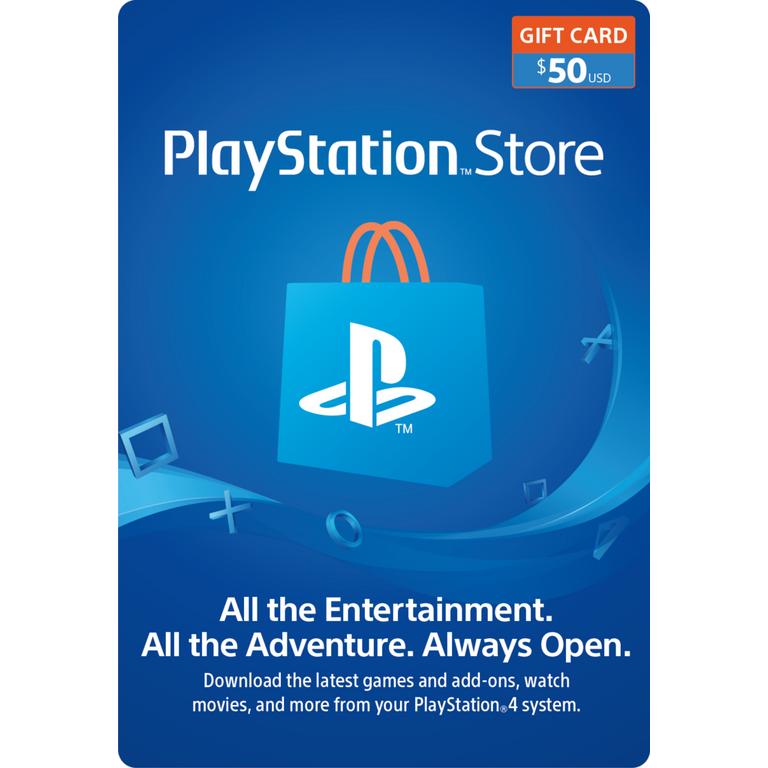 GIFT CARD
$50 USD
PlayStation™ Store
TM
All the Entertainment.
All the Adventure. Always Open.
Download the latest games and add-ons, watch
movies, and more from your PlayStation®4 system.